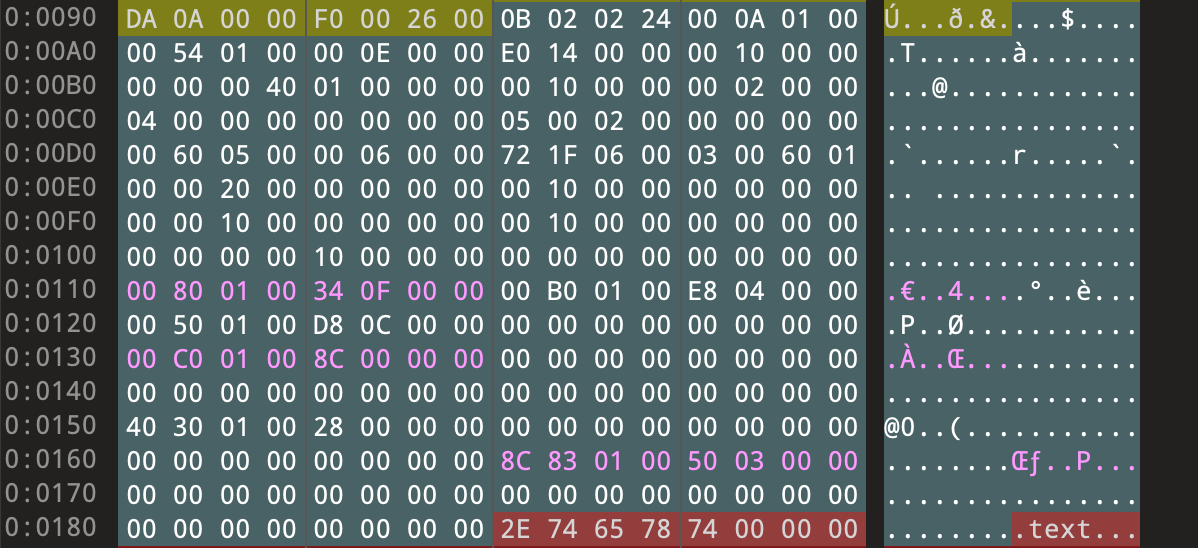 0:0090 DA 0A 00 00 F0 00 26 00 0B 02 02 24 00 0A 01 00 Ú...ð.&....$....
0:00A0 00 54 01 00 00 0E 00 00 E0 14 00 00 00 10 00 00 .T......à.......
0:00B0 00 00 00 40 01 00 00 00 00 10 00 00 00 02 00 00 ...@............
0:00C0 04 00 00 00 00 00 00 00 05 00 02 00 00 00 00 00 ................
0:00D0 00 60 05 00 00 06 00 00 72 1F 06 00 03 00 60 01 .`......r.....`.
0:00E0 00 00 20 00 00 00 00 00 00 10 00 00 00 00 00 00 .. .............
0:00F0 00 00 10 00 00 00 00 00 00 10 00 00 00 00 00 00 ................
0:0100 00 00 00 00 10 00 00 00 00 00 00 00 00 00 00 00 ................
0:0110 00 80 01 00 34 0F 00 00 00 B0 01 00 E8 04 00 00 .€..4....°..è...
0:0120 00 50 01 00 D8 0C 00 00 00 00 00 00 00 00 00 00 .P..Ø...........
0:0130 00 C0 01 00 8C 00 00 00 00 00 00 00 00 00 00 00 .À..Œ...........
0:0140 00 00 00 00 00 00 00 00 00 00 00 00 00 00 00 00 ................
0:0150 40 30 01 00 28 00 00 00 00 00 00 00 00 00 00 00 @0..(...........
0:0160 00 00 00 00 00 00 00 00 8C 83 01 00 50 03 00 00 ........Œƒ..P...
0:0170 00 00 00 00 00 00 00 00 00 00 00 00 00 00 00 00 ................
0:0180 00 00 00 00 00 00 00 00 2E 74 65 78 74 00 00 00 .........text...